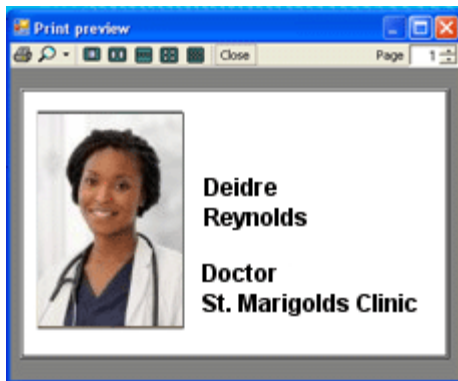 Print preview
Close
Page 1
Deidre
Reynolds
Doctor
St. Marigolds Clinic